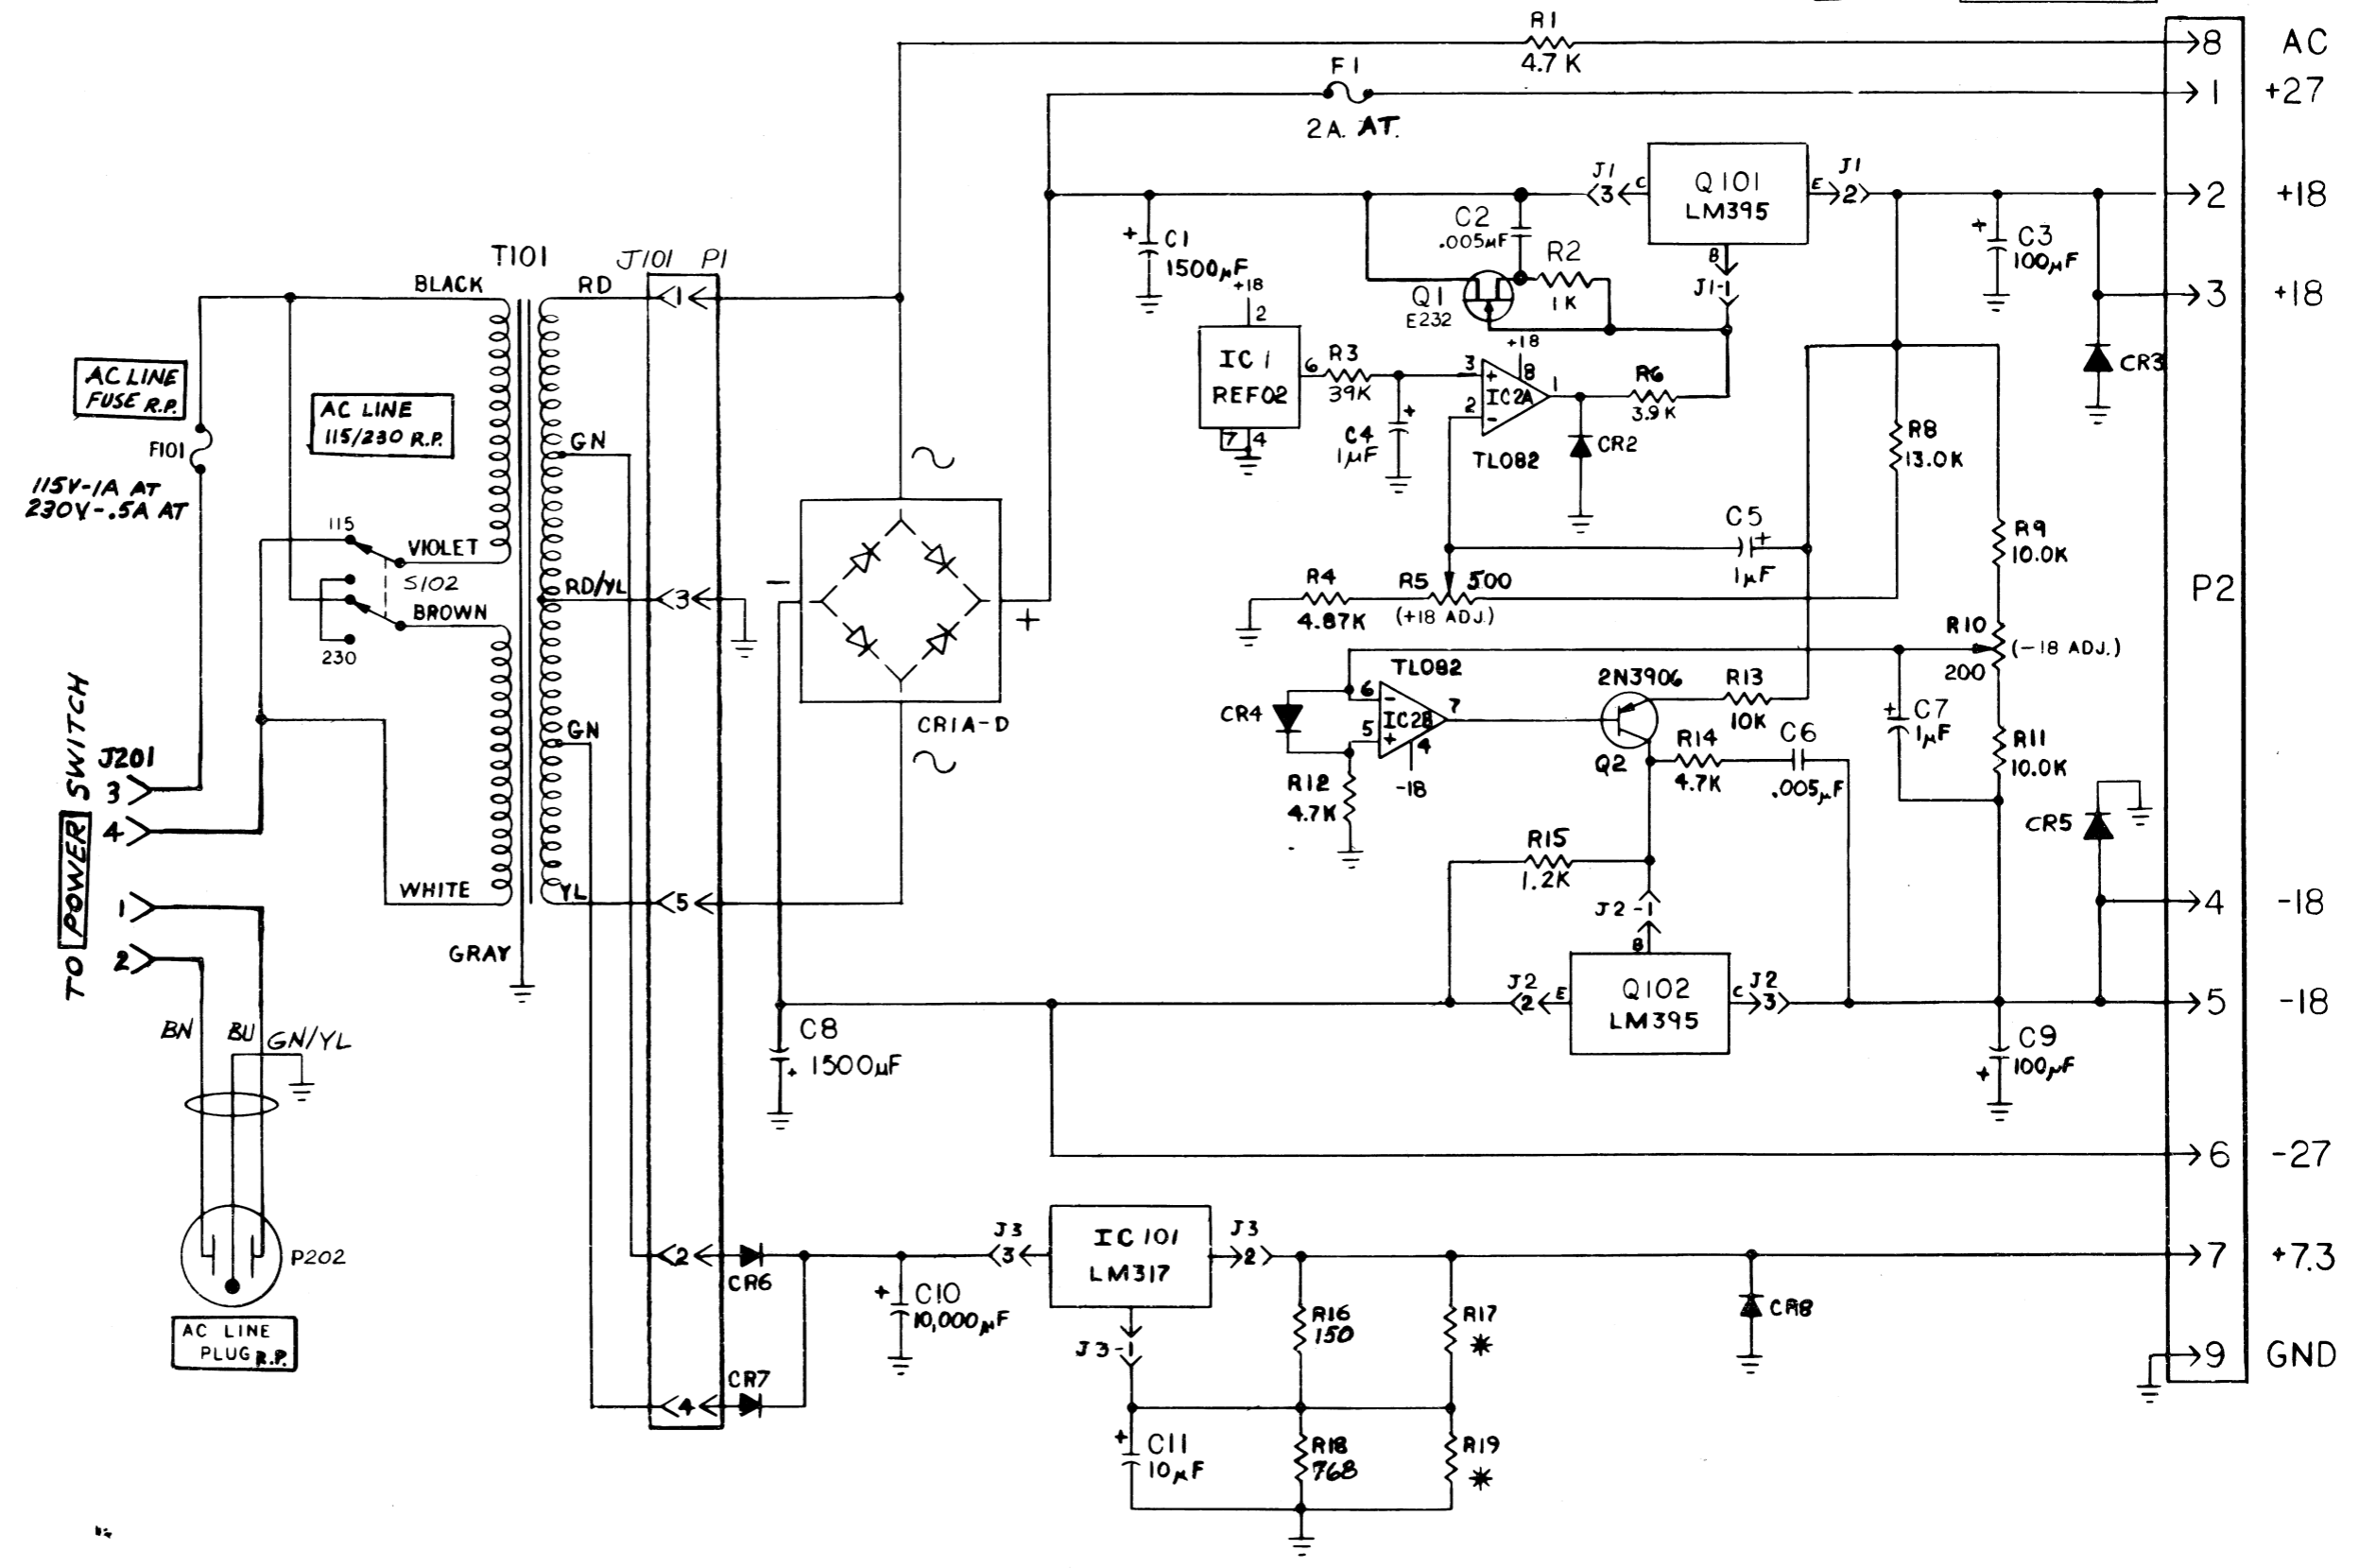 R1
4.7 K
8 AC
F1
2A. AT.
1 +27
J1
3
C
Q101
LM395
E
J1
2
2 +18
B
J1-1
C2
.005µF
R2
1K
Q1
E232
+ C1
1500µF
+ C3
100µF
3 +18
CR3
T101
J101 P1
BLACK
RD
1
AC LINE
FUSE R.P.
F101
115V-1A AT
230V-.5A AT
AC LINE
115/230 R.P.
GN
115
VIOLET
S102
BROWN
230
RD/YL
3
GN
WHITE
YL
5
GRAY
~
-
+
CR1A-D
~
+18
2
IC1
REF02
6
7 4
R3
39K
+
C4
1µF
+18
3 + 8
IC2A
2 -
1
TL082
R6
3.9K
CR2
R8
13.0K
C5
+
1µF
R9
10.0K
R4
4.87K
R5 500
(+18 ADJ.)
P2
R10
200
(-18 ADJ.)
TL082
6 -
IC2B
5 +
7
4
-18
CR4
R12
4.7K
2N3906
Q2
R13
10K
R14
4.7K
C6
.005µF
+ C7
1µF
R11
10.0K
CR5
R15
1.2K
J2-1
B
4 -18
J2
2
E
Q102
LM395
C
J2
3
5 -18
C8
+ 1500µF
C9
+ 100µF
6 -27
TO POWER SWITCH
J201
3
4
1
2
BN
BU
GN/YL
P202
AC LINE
PLUG R.P.
2
CR6
4
CR7
+ C10
10,000µF
J3
3
IC101
LM317
J3
2
J3-1
R16
150
R17
*
CR8
7 +7.3
9 GND
+ C11
10µF
R18
768
R19
*